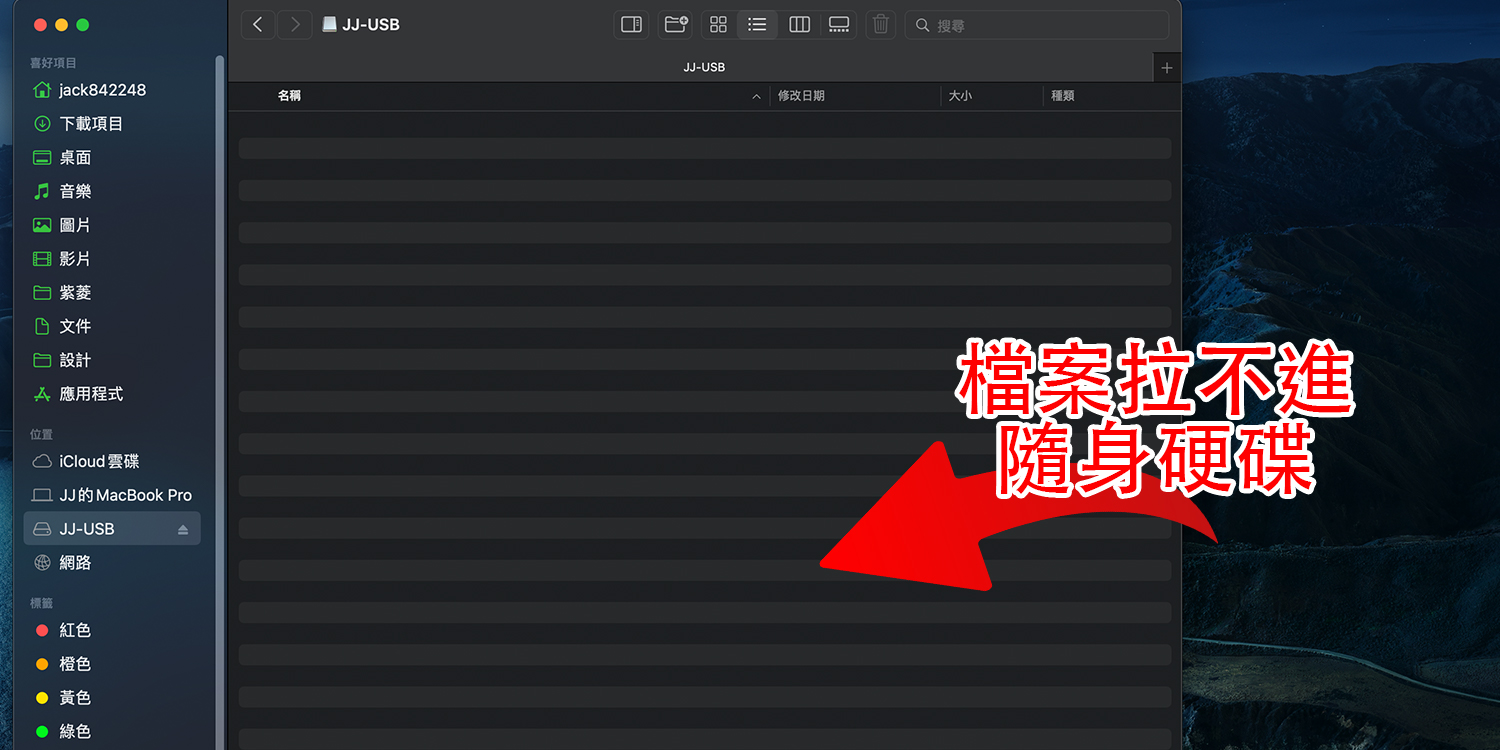 JJ-USB
搜尋
JJ-USB
名稱 修改日期 大小 種類
喜好項目
jack842248
下載項目
桌面
音樂
圖片
影片
紫菱
文件
設計
應用程式
位置
iCloud雲碟
JJ的MacBook Pro
JJ-USB
網路
標籤
紅色
橙色
黃色
綠色
檔案拉不進
隨身硬碟